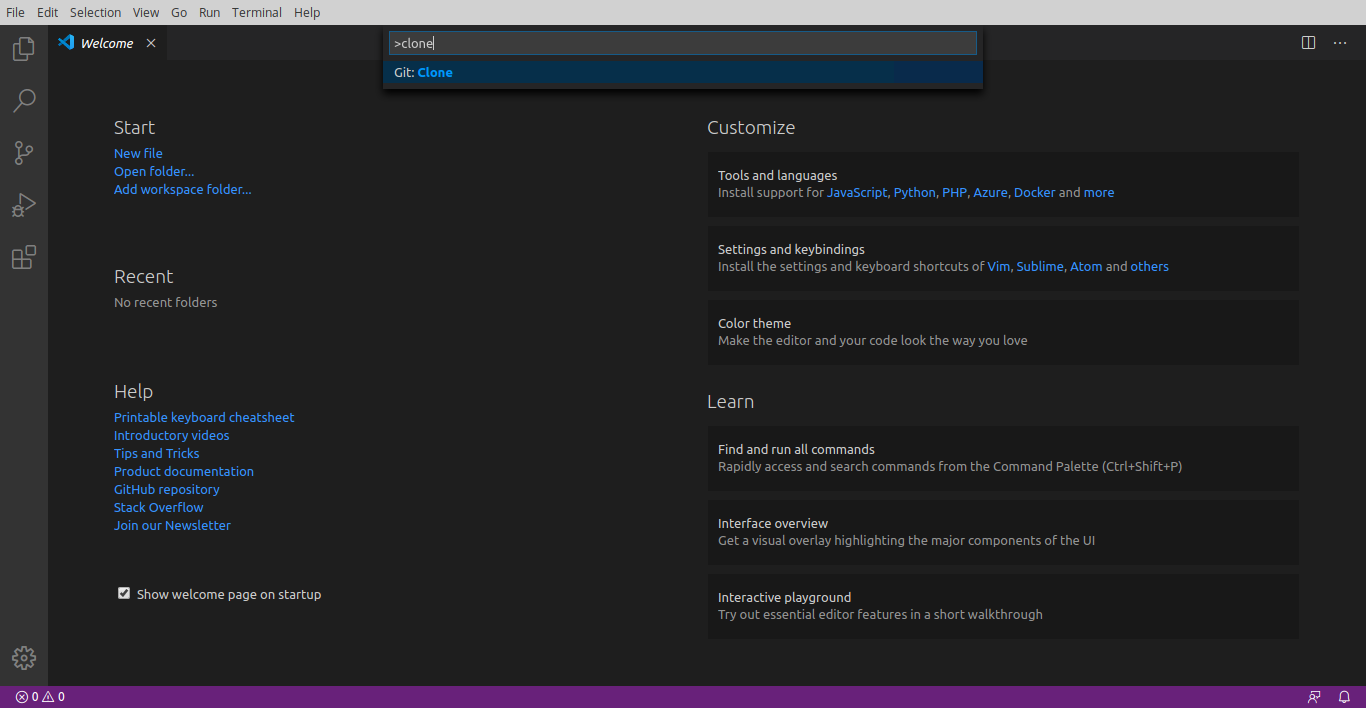 File Edit Selection View Go Run Terminal Help
Welcome
>clone
Git: Clone
Start
New file
Open folder...
Add workspace folder...
Recent
No recent folders
Help
Printable keyboard cheatsheet
Introductory videos
Tips and Tricks
Product documentation
GitHub repository
Stack Overflow
Join our Newsletter
Show welcome page on startup
Customize
Tools and languages
Install support for JavaScript, Python, PHP, Azure, Docker and more
Settings and keybindings
Install the settings and keyboard shortcuts of Vim, Sublime, Atom and others
Color theme
Make the editor and your code look the way you love
Learn
Find and run all commands
Rapidly access and search commands from the Command Palette (Ctrl+Shift+P)
Interface overview
Get a visual overlay highlighting the major components of the UI
Interactive playground
Try out essential editor features in a short walkthrough
0 0